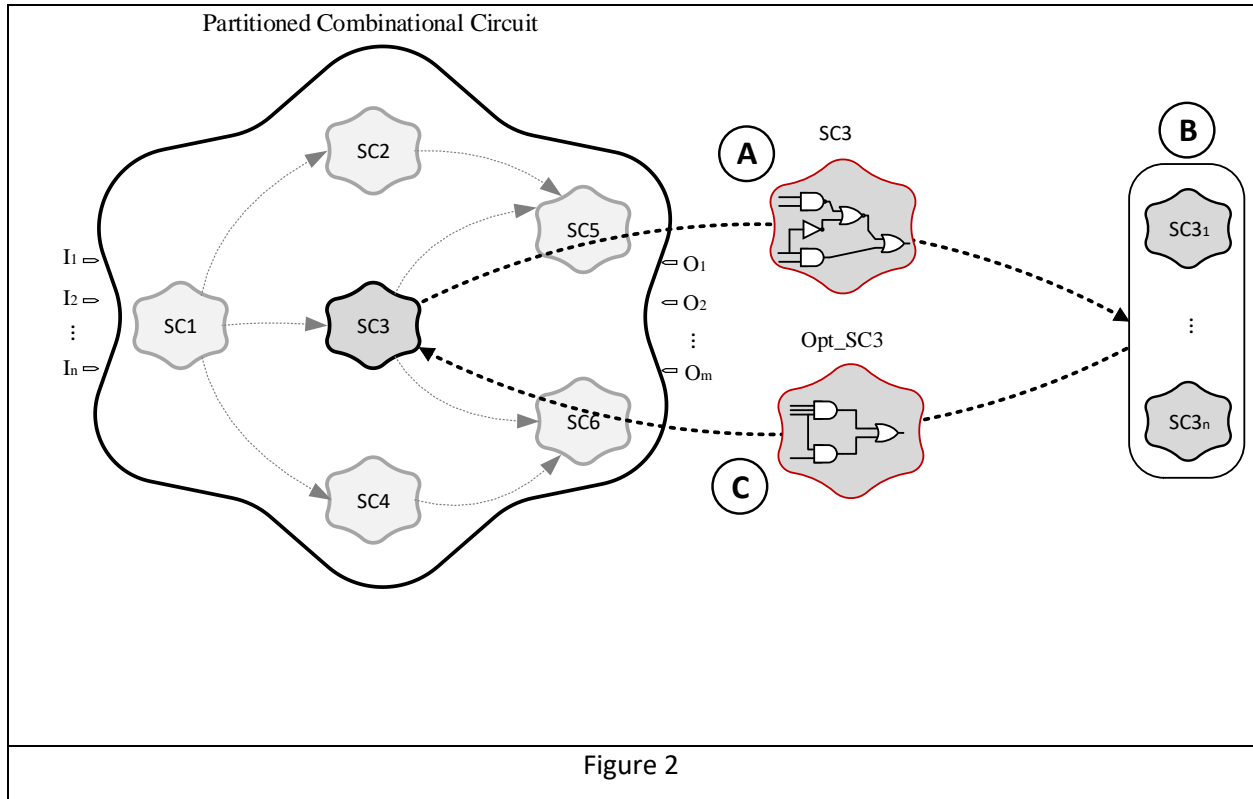 Partitioned Combinational Circuit
SC2
SC5
SC1
SC3
SC6
SC4
I1
I2
⋮
In
O1
O2
⋮
Om
A
SC3
B
SC31
⋮
SC3n
Opt_SC3
C
Figure 2